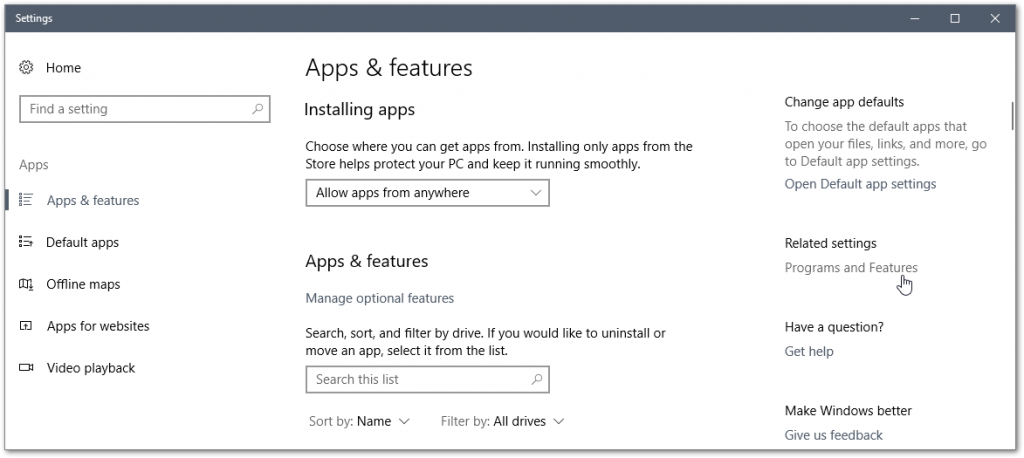 Settings
Home
Find a setting
Apps
Apps & features
Default apps
Offline maps
Apps for websites
Video playback
Apps & features
Installing apps
Choose where you can get apps from. Installing only apps from the
Store helps protect your PC and keep it running smoothly.
Allow apps from anywhere
Apps & features
Manage optional features
Search, sort, and filter by drive. If you would like to uninstall or
move an app, select it from the list.
Search this list
Sort by: Name
Filter by: All drives
Change app defaults
To choose the default apps that
open your files, links, and more, go
to Default app settings.
Open Default app settings
Related settings
Programs and Features
Have a question?
Get help
Make Windows better
Give us feedback